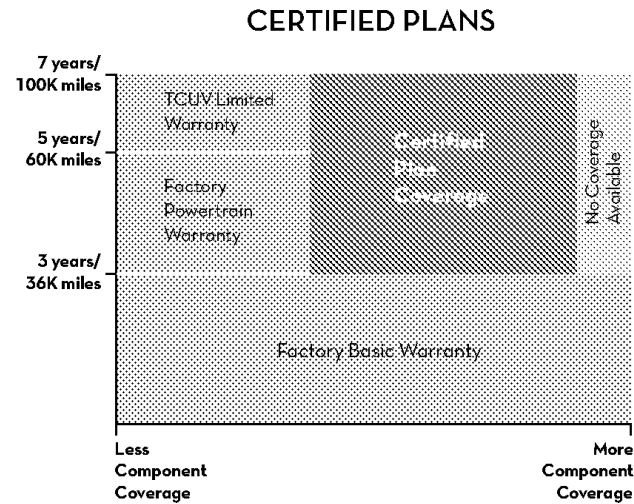 CERTIFIED PLANS
7 years/
100K miles
TCUV Limited
Warranty
5 years/
60K miles
Factory
Powertrain
Warranty
Certified
Plan
Coverage
No Coverage
Available
3 years/
36K miles
Factory Basic Warranty
Less
Component
Coverage
More
Component
Coverage